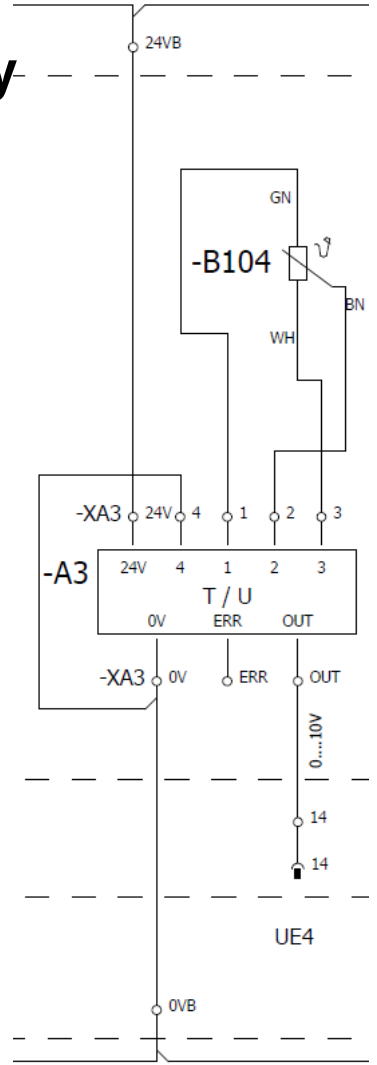 24VB
y
GN
-B104
BN
WH
-XA3 24V 4 1 2 3
-A3 24V 4 1 2 3
T / U
0V ERR OUT
-XA3 0V ERR OUT
0....10V
14
14
UE4
0VB